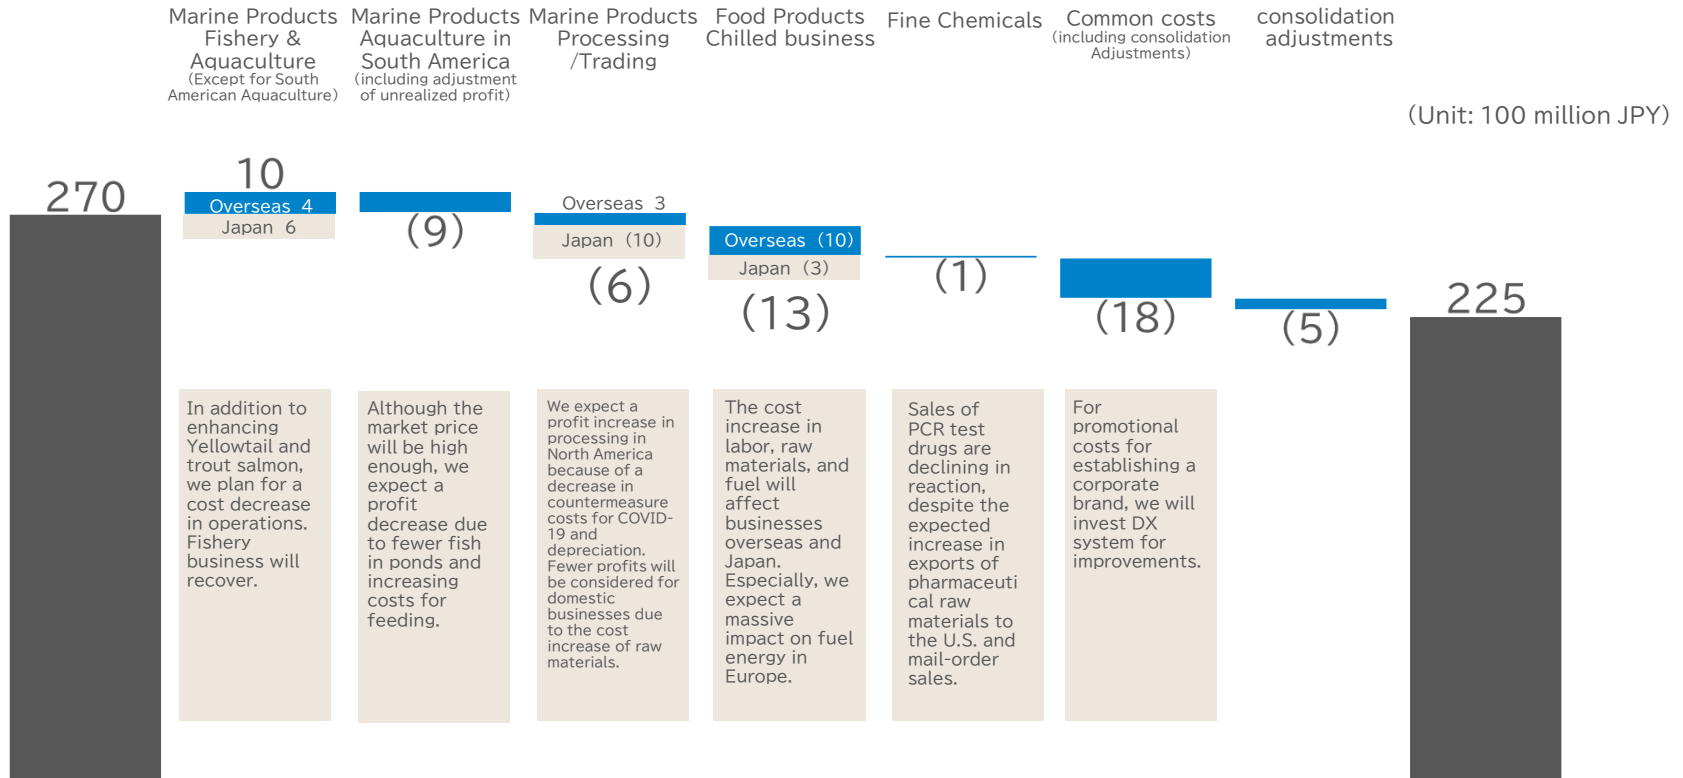 Marine Products
Fishery &
Aquaculture
(Except for South
American Aquaculture)
Marine Products
Aquaculture in
South America
(including adjustment
of unrealized profit)
Marine Products
Processing
/Trading
Food Products
Chilled business
Fine Chemicals
Common costs
(including consolidation
Adjustments)
consolidation
adjustments
(Unit: 100 million JPY)
270
10
Overseas 4
Japan 6
(9)
Overseas 3
Japan (10)
(6)
Overseas (10)
Japan (3)
(13)
(1)
(18)
(5)
225
In addition to
enhancing
Yellowtail and
trout salmon,
we plan for a
cost decrease
in operations.
Fishery
business will
recover.
Although the
market price
will be high
enough, we
expect a
profit
decrease due
to fewer fish
in ponds and
increasing
costs for
feeding.
We expect a
profit increase in
processing in
North America
because of a
decrease in
countermeasure
costs for COVID-
19 and
depreciation.
Fewer profits will
be considered for
domestic
businesses due
to the cost
increase of raw
materials.
The cost
increase in
labor, raw
materials, and
fuel will
affect
businesses
overseas and
Japan.
Especially, we
expect a
massive
impact on fuel
energy in
Europe.
Sales of
PCR test
drugs are
declining in
reaction,
despite the
expected
increase in
exports of
pharmaceuti
cal raw
materials to
the U.S. and
mail-order
sales.
For
promotional
costs for
establishing a
corporate
brand, we will
invest DX
system for
improvements.